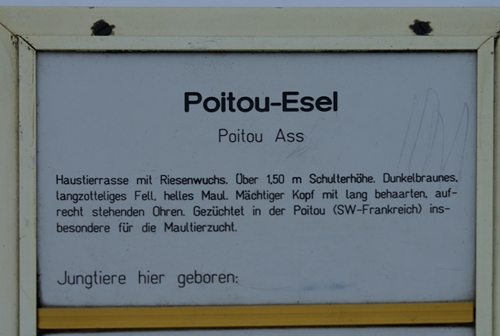 Poitou-Esel
Poitou Ass
Haustierrasse mit Riesenwuchs. Über 1,50 m Schulterhöhe. Dunkelbraunes,
langzotteliges Fell, helles Maul. Mächtiger Kopf mit lang behaarten, auf-
recht stehenden Ohren. Gezüchtet in der Poitou (SW-Frankreich) ins-
besondere für die Maultierzucht.
Jungtiere hier geboren: